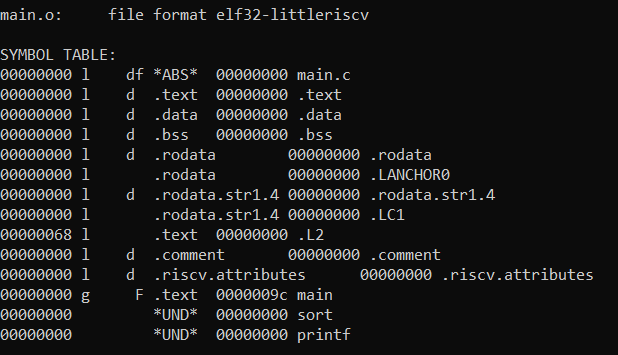 main.o:     file format elf32-littleriscv
SYMBOL TABLE:
00000000 l    df *ABS*  00000000 main.c
00000000 l    d  .text  00000000 .text
00000000 l    d  .data  00000000 .data
00000000 l    d  .bss   00000000 .bss
00000000 l    d  .rodata        00000000 .rodata
00000000 l       .rodata        00000000 .LANCHOR0
00000000 l    d  .rodata.str1.4 00000000 .rodata.str1.4
00000000 l       .rodata.str1.4 00000000 .LC1
00000068 l       .text  00000000 .L2
00000000 l    d  .comment       00000000 .comment
00000000 l    d  .riscv.attributes      00000000 .riscv.attributes
00000000 g     F .text  0000009c main
00000000         *UND*  00000000 sort
00000000         *UND*  00000000 printf